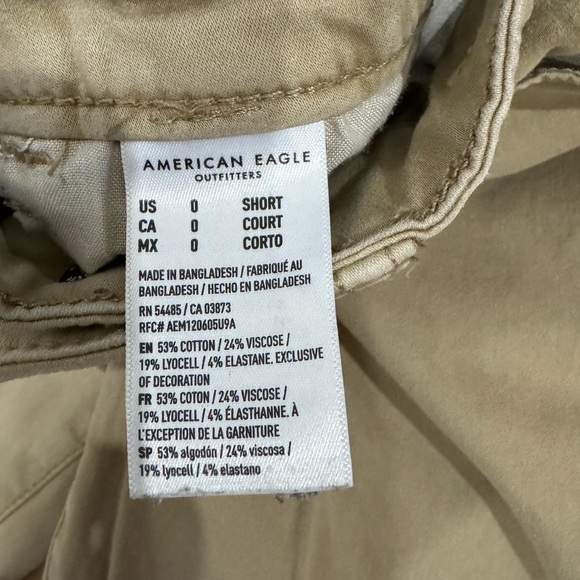 AMERICAN EAGLE
OUTFITTERS
US 0 SHORT
CA 0 COURT
MX 0 CORTO
MADE IN BANGLADESH / FABRIQUÉ AU
BANGLADESH / HECHO EN BANGLADESH
RN 54485 / CA 03873
RFC# AEM120605U9A
EN 53% COTTON / 24% VISCOSE /
19% LYOCELL / 4% ELASTANE. EXCLUSIVE
OF DECORATION
FR 53% COTON / 24% VISCOSE /
19% LYOCELL / 4% ÉLASTHANNE. À
L'EXCEPTION DE LA GARNITURE
SP 53% algodón / 24% viscosa /
19% lyocell / 4% elastano